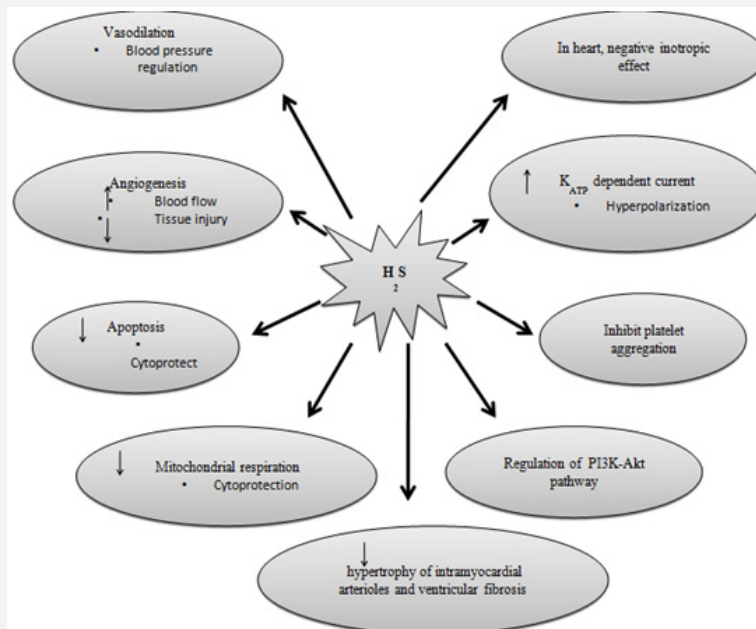 Vasodilation
• Blood pressure
regulation
In heart, negative inotropic
effect
Angiogenesis
↑
• Blood flow
• Tissue injury
↓
↑ K_ATP dependent current
• Hyperpolarization
H S
2
↓ Apoptosis
•
Cytoprotect
Inhibit platelet
aggregation
↓ Mitochondrial respiration
• Cytoprotection
Regulation of PI3K-Akt
pathway
↓
hypertrophy of intramyocardial
arterioles and ventricular fibrosis